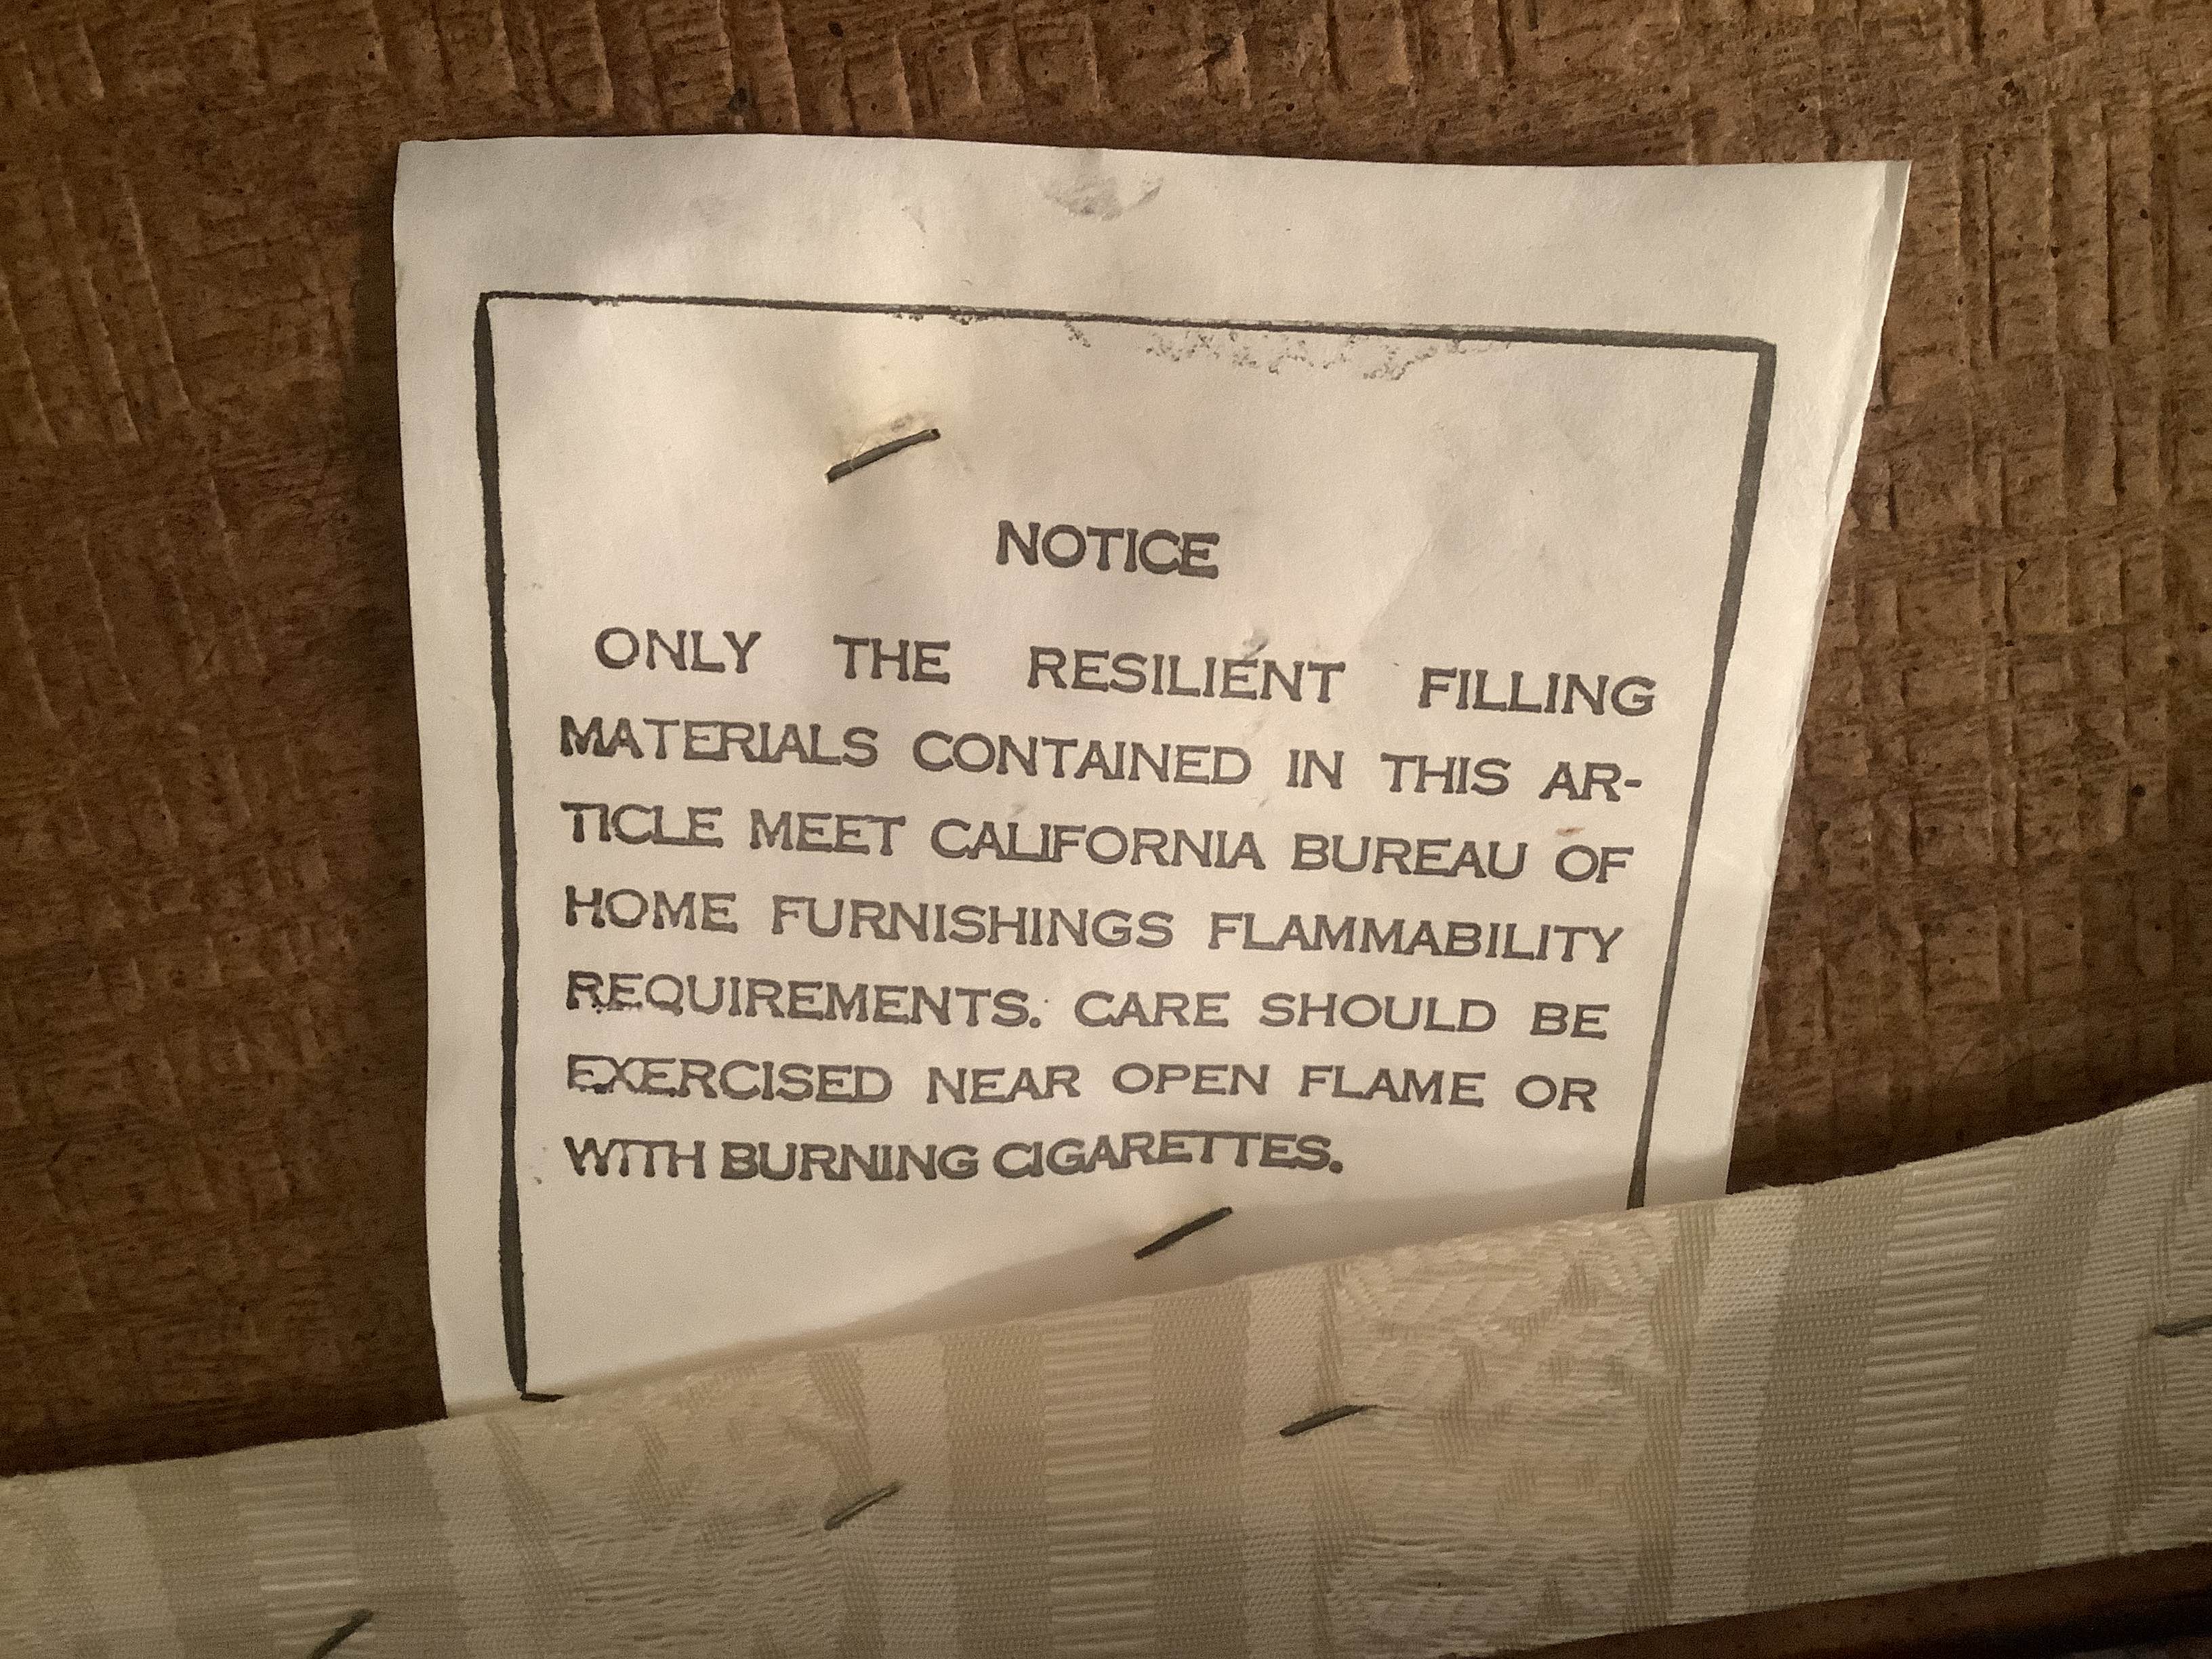 NOTICE
ONLY THE RESILIENT FILLING
MATERIALS CONTAINED IN THIS AR-
TICLE MEET CALIFORNIA BUREAU OF
HOME FURNISHINGS FLAMMABILITY
REQUIREMENTS. CARE SHOULD BE
EXERCISED NEAR OPEN FLAME OR
WITH BURNING CIGARETTES.